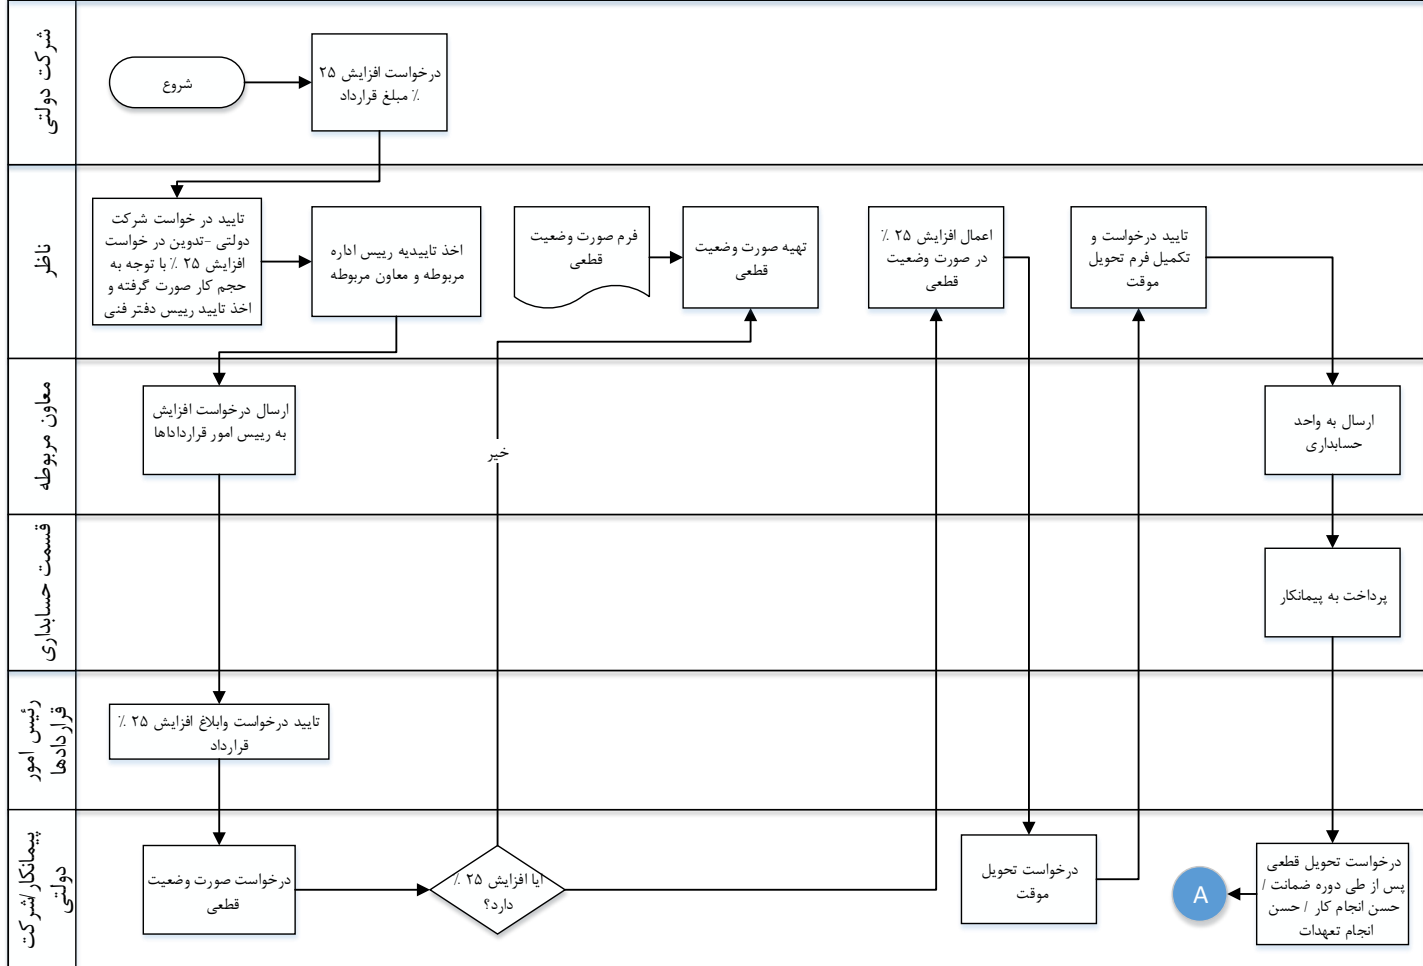 شرکت دولتی
شروع
درخواست افزایش ۲۵
٪ مبلغ قرارداد
ناظر
تایید در خواست شرکت
دولتی -تدوین در خواست
افزایش ۲۵ ٪ با توجه به
حجم کار صورت گرفته و
اخذ تایید رییس دفتر فنی
اخذ تاییدیه رییس اداره
مربوطه و معاون مربوطه
فرم صورت وضعیت
قطعی
تهیه صورت وضعیت
قطعی
اعمال افزایش ۲۵ ٪
در صورت وضعیت
قطعی
تایید درخواست و
تکمیل فرم تحویل
موقت
معاون مربوطه
ارسال درخواست افزایش
به رییس امور قرارداداها
خیر
ارسال به واحد
حسابداری
قسمت حسابداری
پرداخت به پیمانکار
رئیس امور
قراردادها
تایید درخواست وابلاغ افزایش ۲۵ ٪
قرارداد
پیمانکار/شرکت
دولتی
درخواست صورت وضعیت
قطعی
ایا افزایش ۲۵ ٪
دارد؟
درخواست تحویل
موقت
درخواست تحویل قطعی
پس از طی دوره ضمانت /
حسن انجام کار / حسن
انجام تعهدات
A